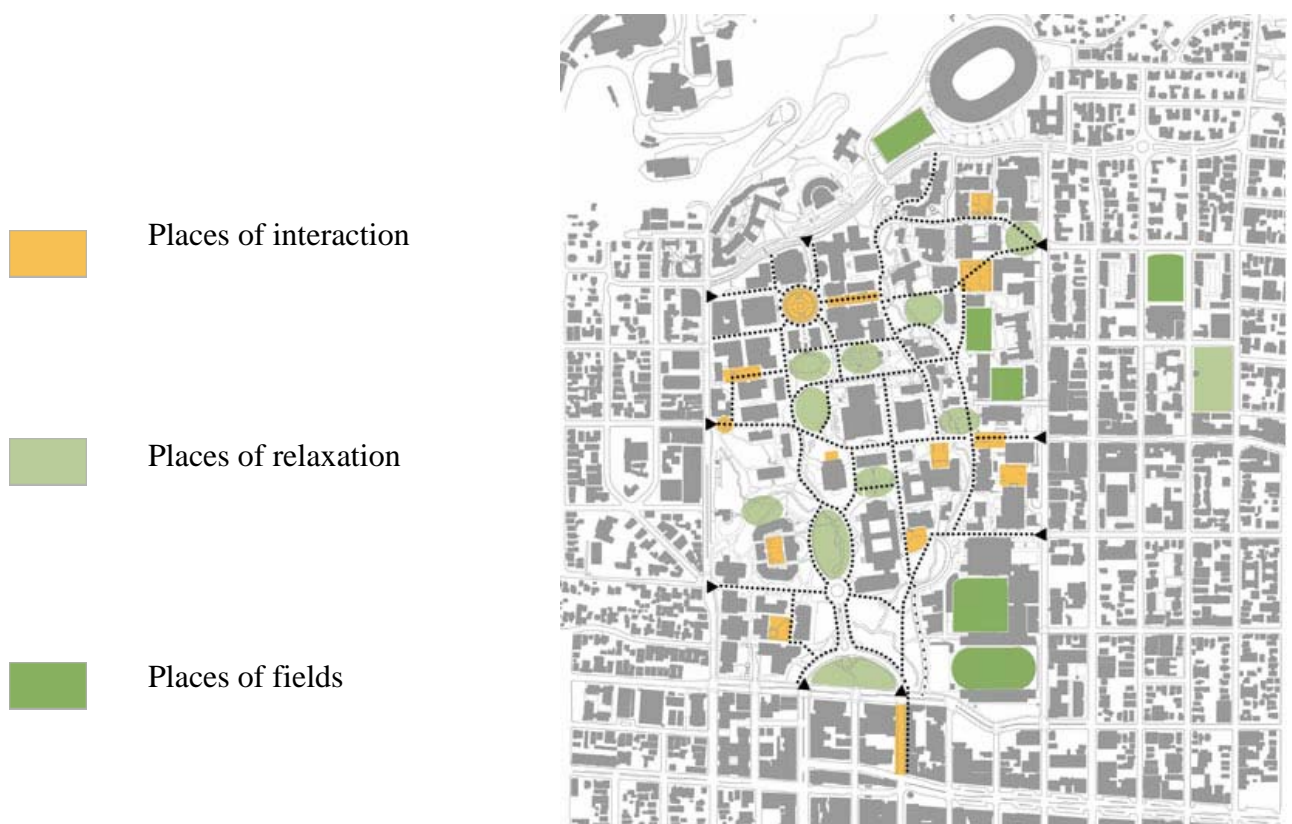 Places of interaction
Places of relaxation
Places of fields